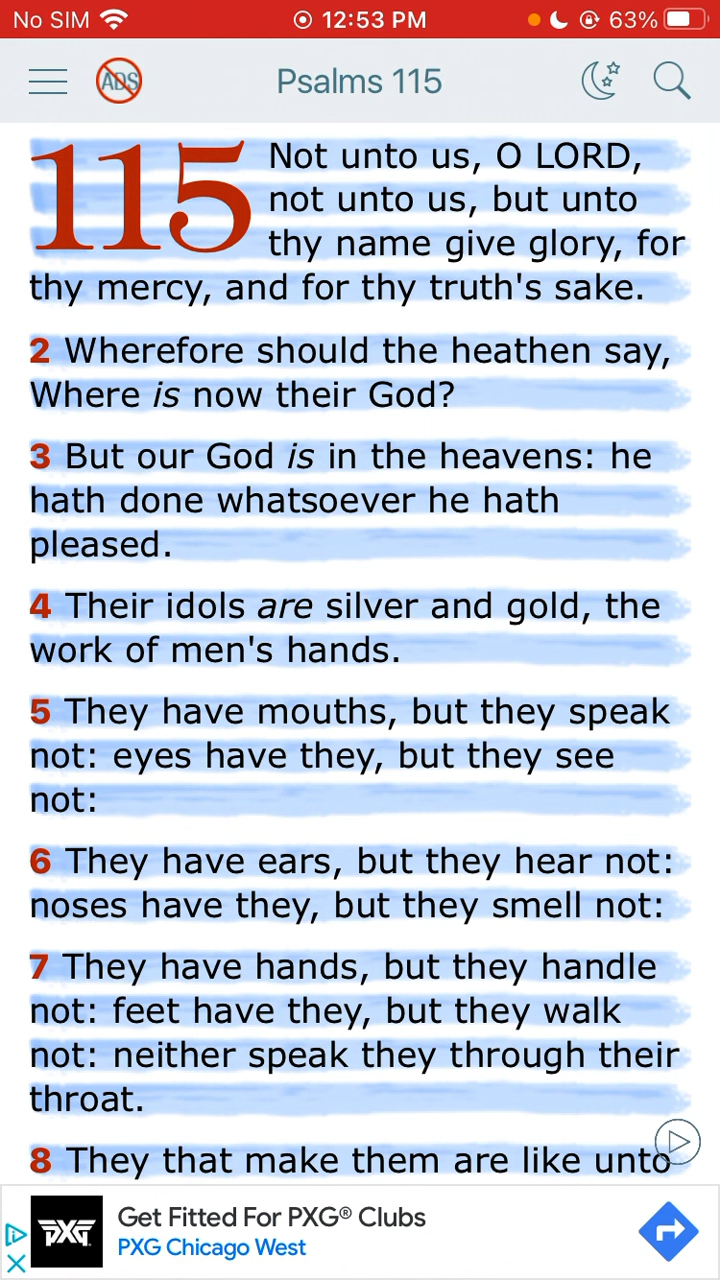 No SIM 12:53 PM 63%
ADS Psalms 115
115 Not unto us, O LORD,
not unto us, but unto
thy name give glory, for
thy mercy, and for thy truth's sake.
2 Wherefore should the heathen say,
Where is now their God?
3 But our God is in the heavens: he
hath done whatsoever he hath
pleased.
4 Their idols are silver and gold, the
work of men's hands.
5 They have mouths, but they speak
not: eyes have they, but they see
not:
6 They have ears, but they hear not:
noses have they, but they smell not:
7 They have hands, but they handle
not: feet have they, but they walk
not: neither speak they through their
throat.
8 They that make them are like unto
PXG Get Fitted For PXG® Clubs
PXG Chicago West